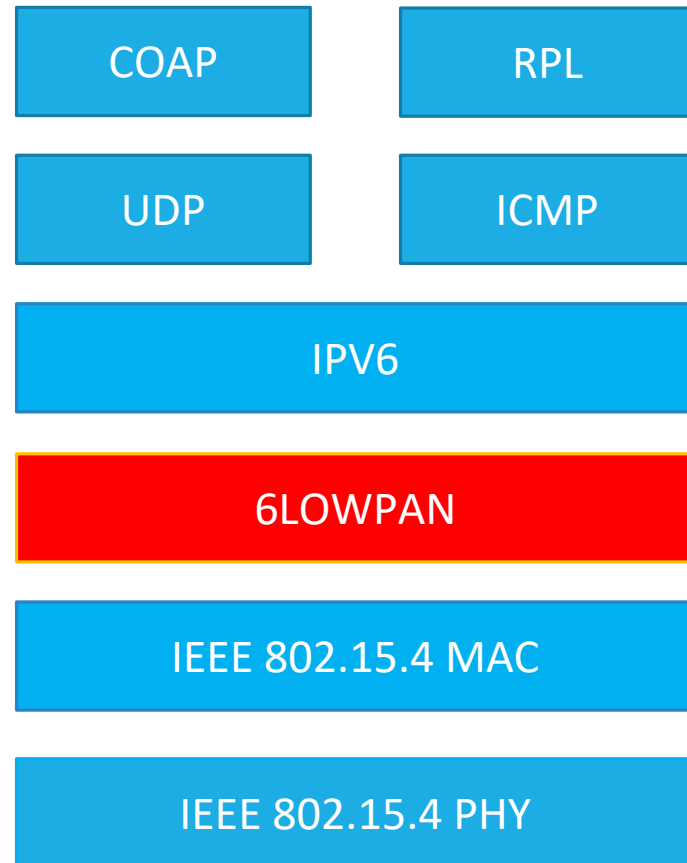 COAP
RPL
UDP
ICMP
IPV6
6LOWPAN
IEEE 802.15.4 MAC
IEEE 802.15.4 PHY